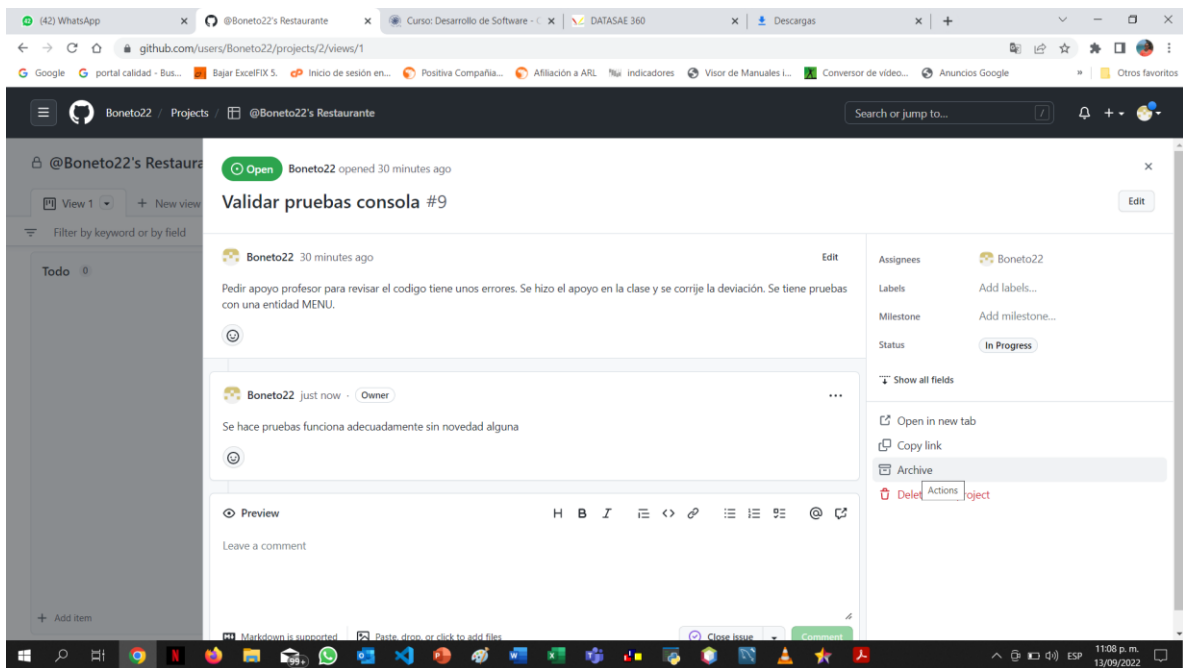 (42) WhatsApp
@Boneto22's Restaurante
Curso: Desarrollo de Software - C
DATASAE 360
Descargas
github.com/users/Boneto22/projects/2/views/1
Google
portal calidad - Bus...
Bajar ExcelFIX 5.
Inicio de sesión en...
Positiva Compañia...
Afiliación a ARL
indicadores
Visor de Manuales i...
Conversor de vídeo...
Anuncios Google
»
Otros favoritos
Boneto22 / Projects / @Boneto22's Restaurante
Search or jump to...
/
@Boneto22's Restaura
Open Boneto22 opened 30 minutes ago
Validar pruebas consola #9
Edit
View 1
+ New view
Filter by keyword or by field
Todo 0
+ Add item
Boneto22 30 minutes ago
Edit
Pedir apoyo profesor para revisar el codigo tiene unos errores. Se hizo el apoyo en la clase y se corrije la deviación. Se tiene pruebas
con una entidad MENU.
Boneto22 just now · Owner
...
Se hace pruebas funciona adecuadamente sin novedad alguna
Preview
H B I
Leave a comment
Markdown is supported
Paste, drop, or click to add files
Close issue
Comment
Assignees Boneto22
Labels Add labels...
Milestone Add milestone...
Status In Progress
Show all fields
Open in new tab
Copy link
Archive
Actions
Delet roject
99+
ESP
11:08 p. m.
13/09/2022